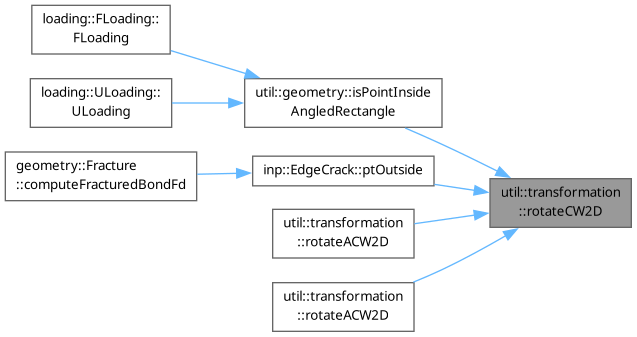 loading::FLoading::
FLoading
loading::ULoading::
ULoading
util::geometry::isPointInside
AngledRectangle
geometry::Fracture
::computeFracturedBondFd
inp::EdgeCrack::ptOutside
util::transformation
::rotateCW2D
util::transformation
::rotateACW2D
util::transformation
::rotateACW2D